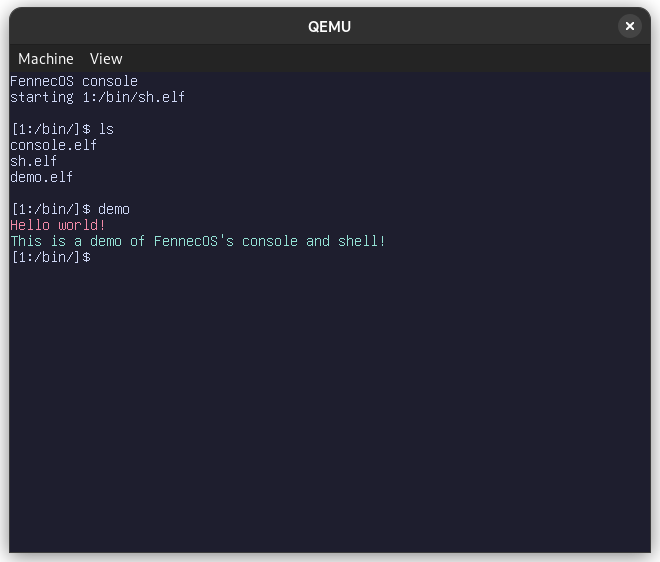 QEMU
Machine View
FennecOS console
starting 1:/bin/sh.elf
[1:/bin/]$ ls
console.elf
sh.elf
demo.elf
[1:/bin/]$ demo
Hello world!
This is a demo of FennecOS's console and shell!
[1:/bin/]$